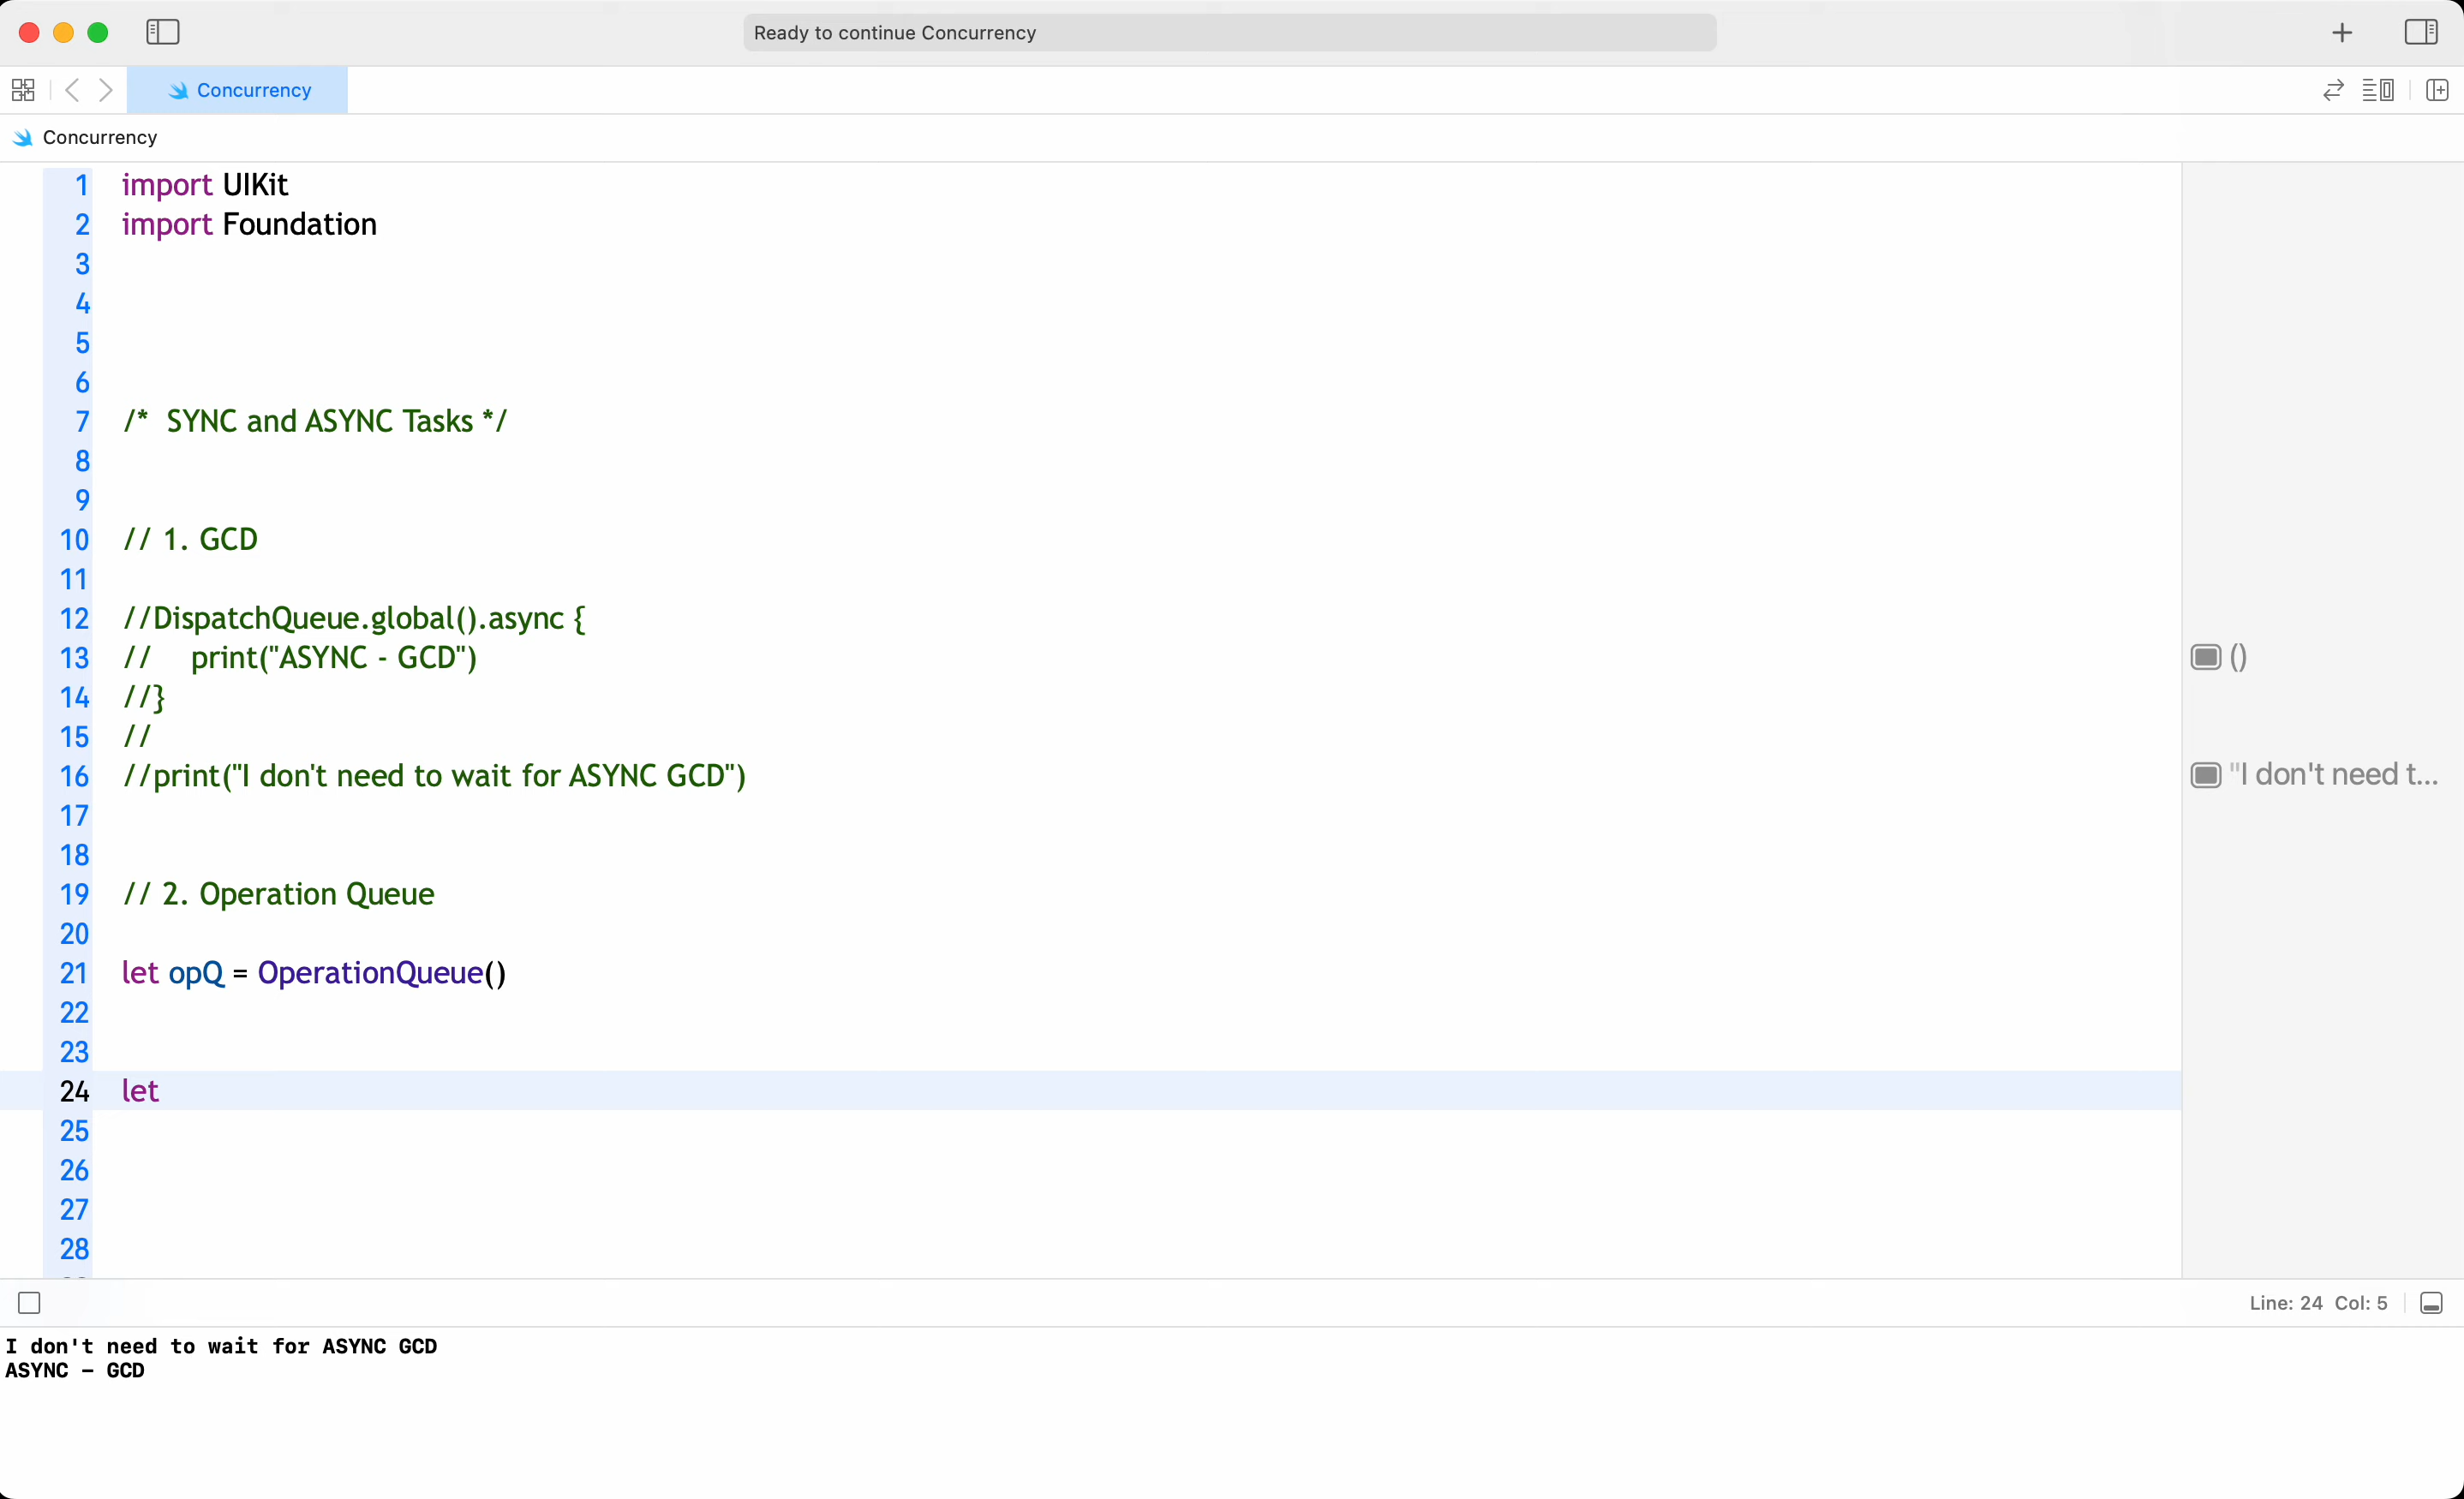 Ready to continue Concurrency
Concurrency
Concurrency
1 import UIKit
2 import Foundation
3
4
5
6
7 /*  SYNC and ASYNC Tasks */
8
9
10 // 1. GCD
11
12 //DispatchQueue.global().async {
13 //    print("ASYNC - GCD")
()
14 //}
15 //
16 //print("I don't need to wait for ASYNC GCD")
"I don't need t...
17
18
19 // 2. Operation Queue
20
21 let opQ = OperationQueue()
22
23
24 let
25
26
27
28
Line: 24 Col: 5
I don't need to wait for ASYNC GCD
ASYNC - GCD